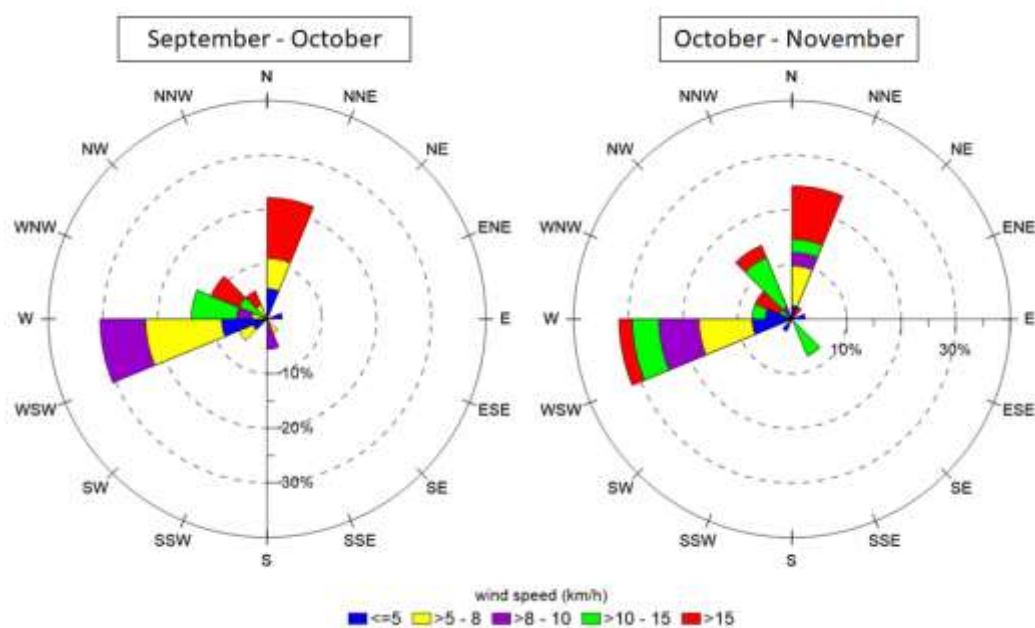 September - October
October - November
N
NNE
NE
ENE
E
ESE
SE
SSE
S
SSW
SW
WSW
W
WNW
NW
NNW
10%
20%
30%
N
NNE
NE
ENE
E
ESE
SE
SSE
S
SSW
SW
WSW
W
WNW
NW
NNW
10%
30%
wind speed (km/h)
<=5 >5 - 8 >8 - 10 >10 - 15 >15